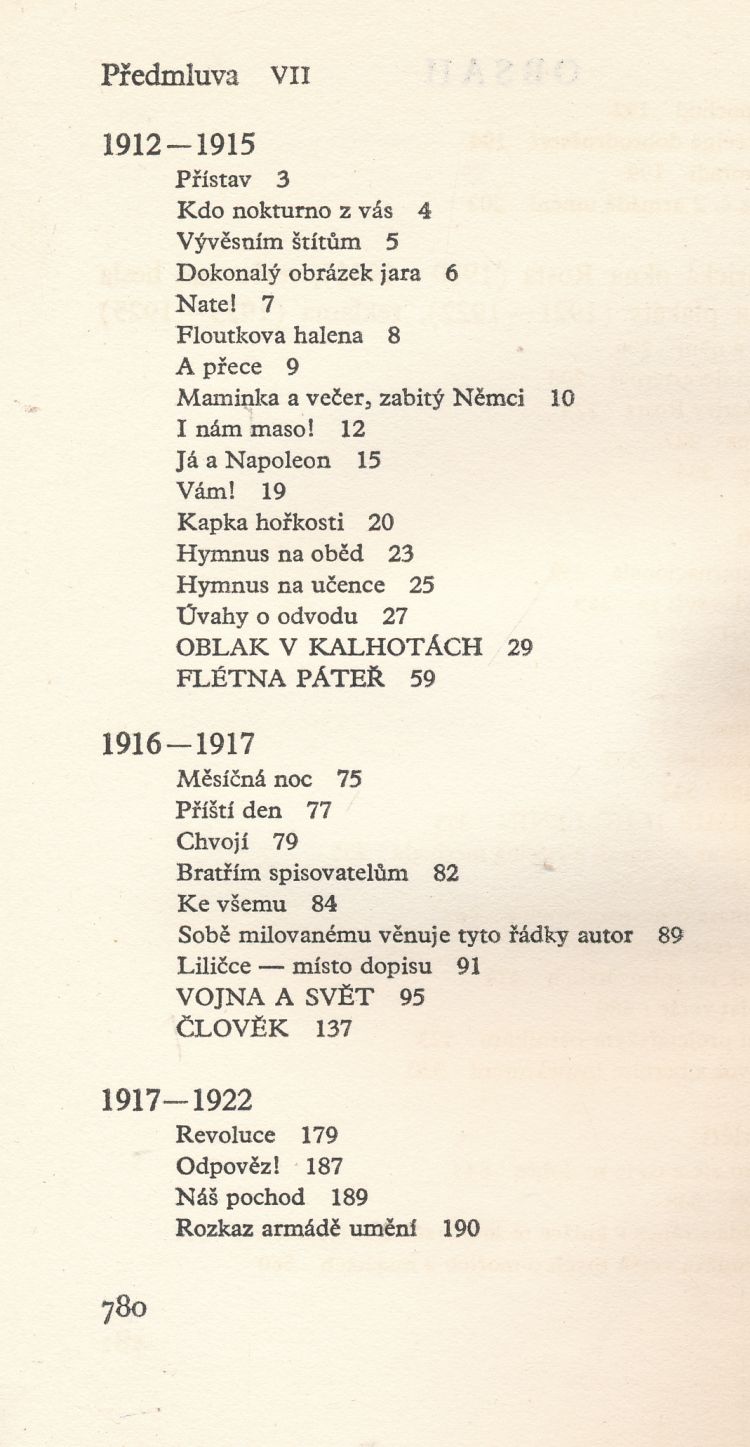 Předmluva VII
1912—1915
Přístav 3
Kdo nokturno z vás 4
Vývěsním štítům 5
Dokonalý obrázek jara 6
Nate! 7
Floutkova halena 8
A přece 9
Maminka a večer, zabitý Němci 10
I nám maso! 12
Já a Napoleon 15
Vám! 19
Kapka hořkosti 20
Hymnus na oběd 23
Hymnus na učence 25
Úvahy o odvodu 27
OBLAK V KALHOTÁCH 29
FLÉTNA PÁTEŘ 59
1916—1917
Měsíčná noc 75
Příští den 77
Chvojí 79
Bratřím spisovatelům 82
Ke všemu 84
Sobě milovanému věnuje tyto řádky autor 89
Liličce — místo dopisu 91
VOJNA A SVĚT 95
ČLOVĚK 137
1917—1922
Revoluce 179
Odpověz! 187
Náš pochod 189
Rozkaz armádě umění 190
780